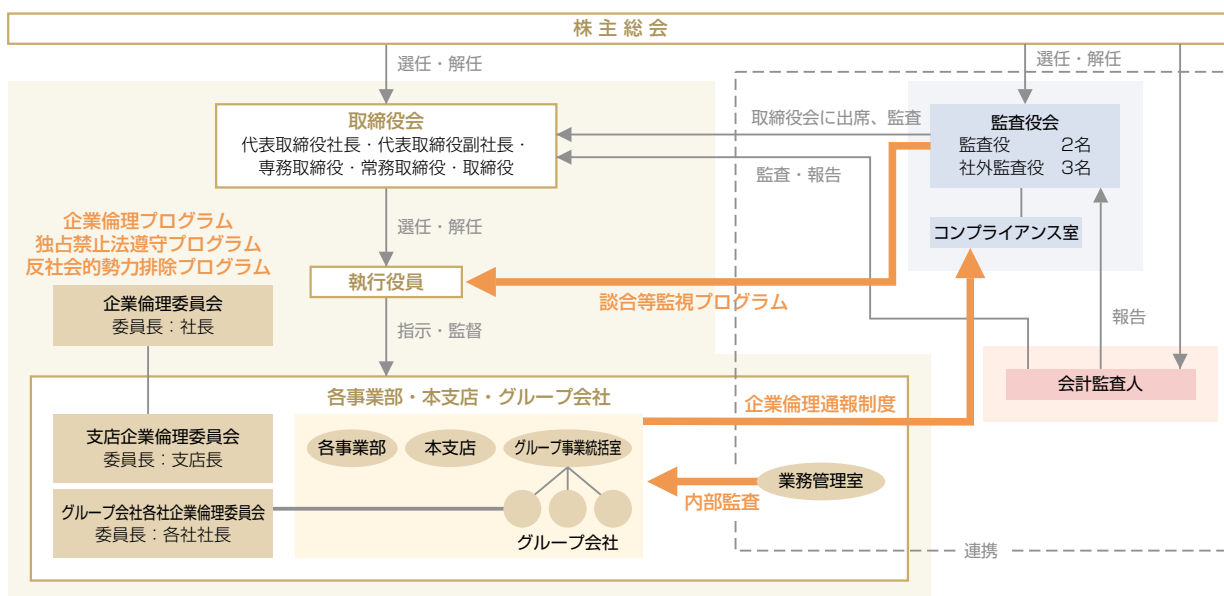 株主総会
選任・解任
選任・解任
取締役会
代表取締役社長・代表取締役副社長・
専務取締役・常務取締役・取締役
取締役会に出席、監査
監査役会
監査役 2名
社外監査役 3名
監査・報告
コンプライアンス室
選任・解任
企業倫理プログラム
独占禁止法遵守プログラム
反社会的勢力排除プログラム
執行役員
談合等監視プログラム
企業倫理委員会
委員長：社長
指示・監督
報告
会計監査人
各事業部・本支店・グループ会社
企業倫理通報制度
支店企業倫理委員会
委員長：支店長
各事業部
本支店
グループ事業統括室
業務管理室
内部監査
グループ会社各社企業倫理委員会
委員長：各社社長
グループ会社
連携